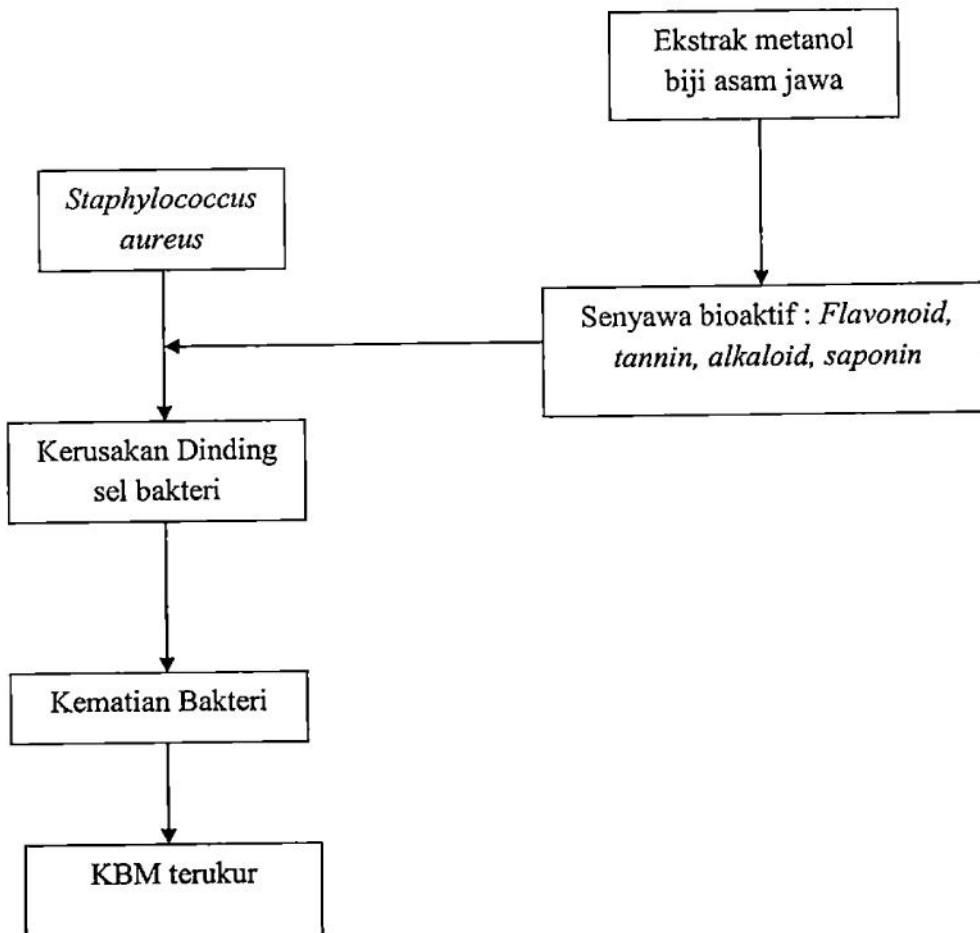 Ekstrak metanol
biji asam jawa
Staphylococcus
aureus
Senyawa bioaktif : Flavonoid,
tannin, alkaloid, saponin
Kerusakan Dinding
sel bakteri
Kematian Bakteri
KBM terukur